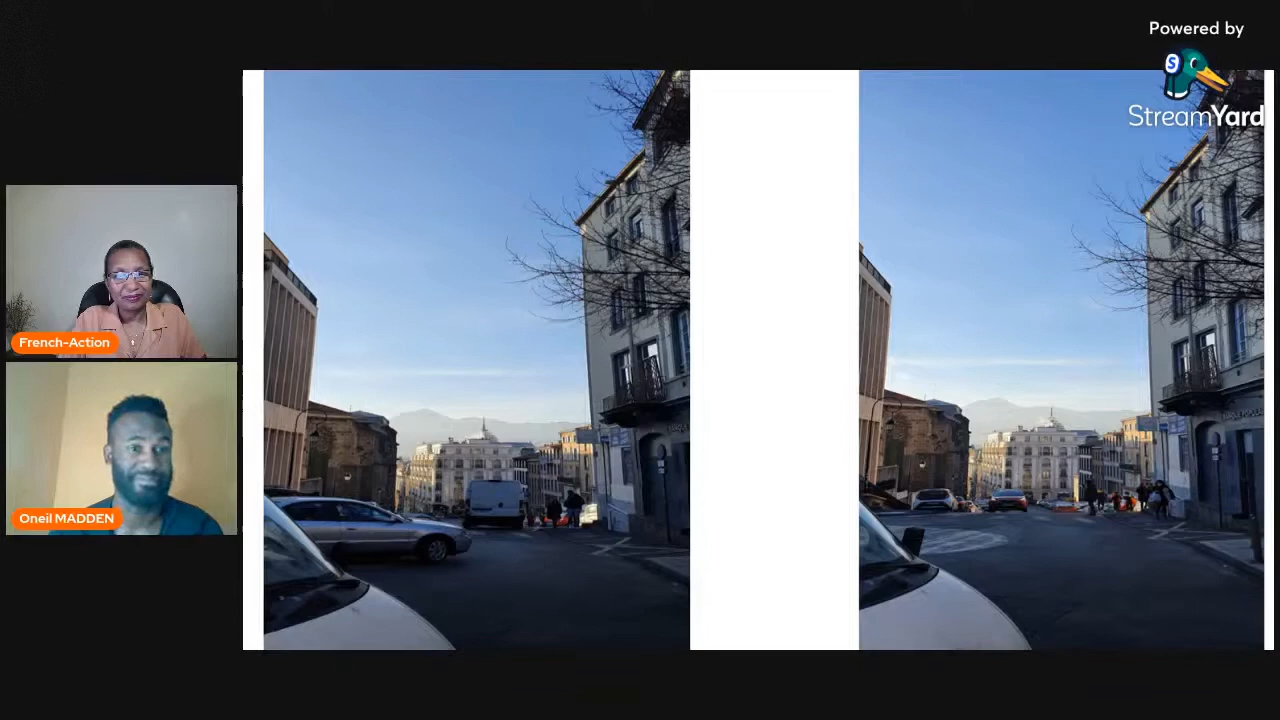 Powered by
S
StreamYard
French-Action
Oneil MADDEN